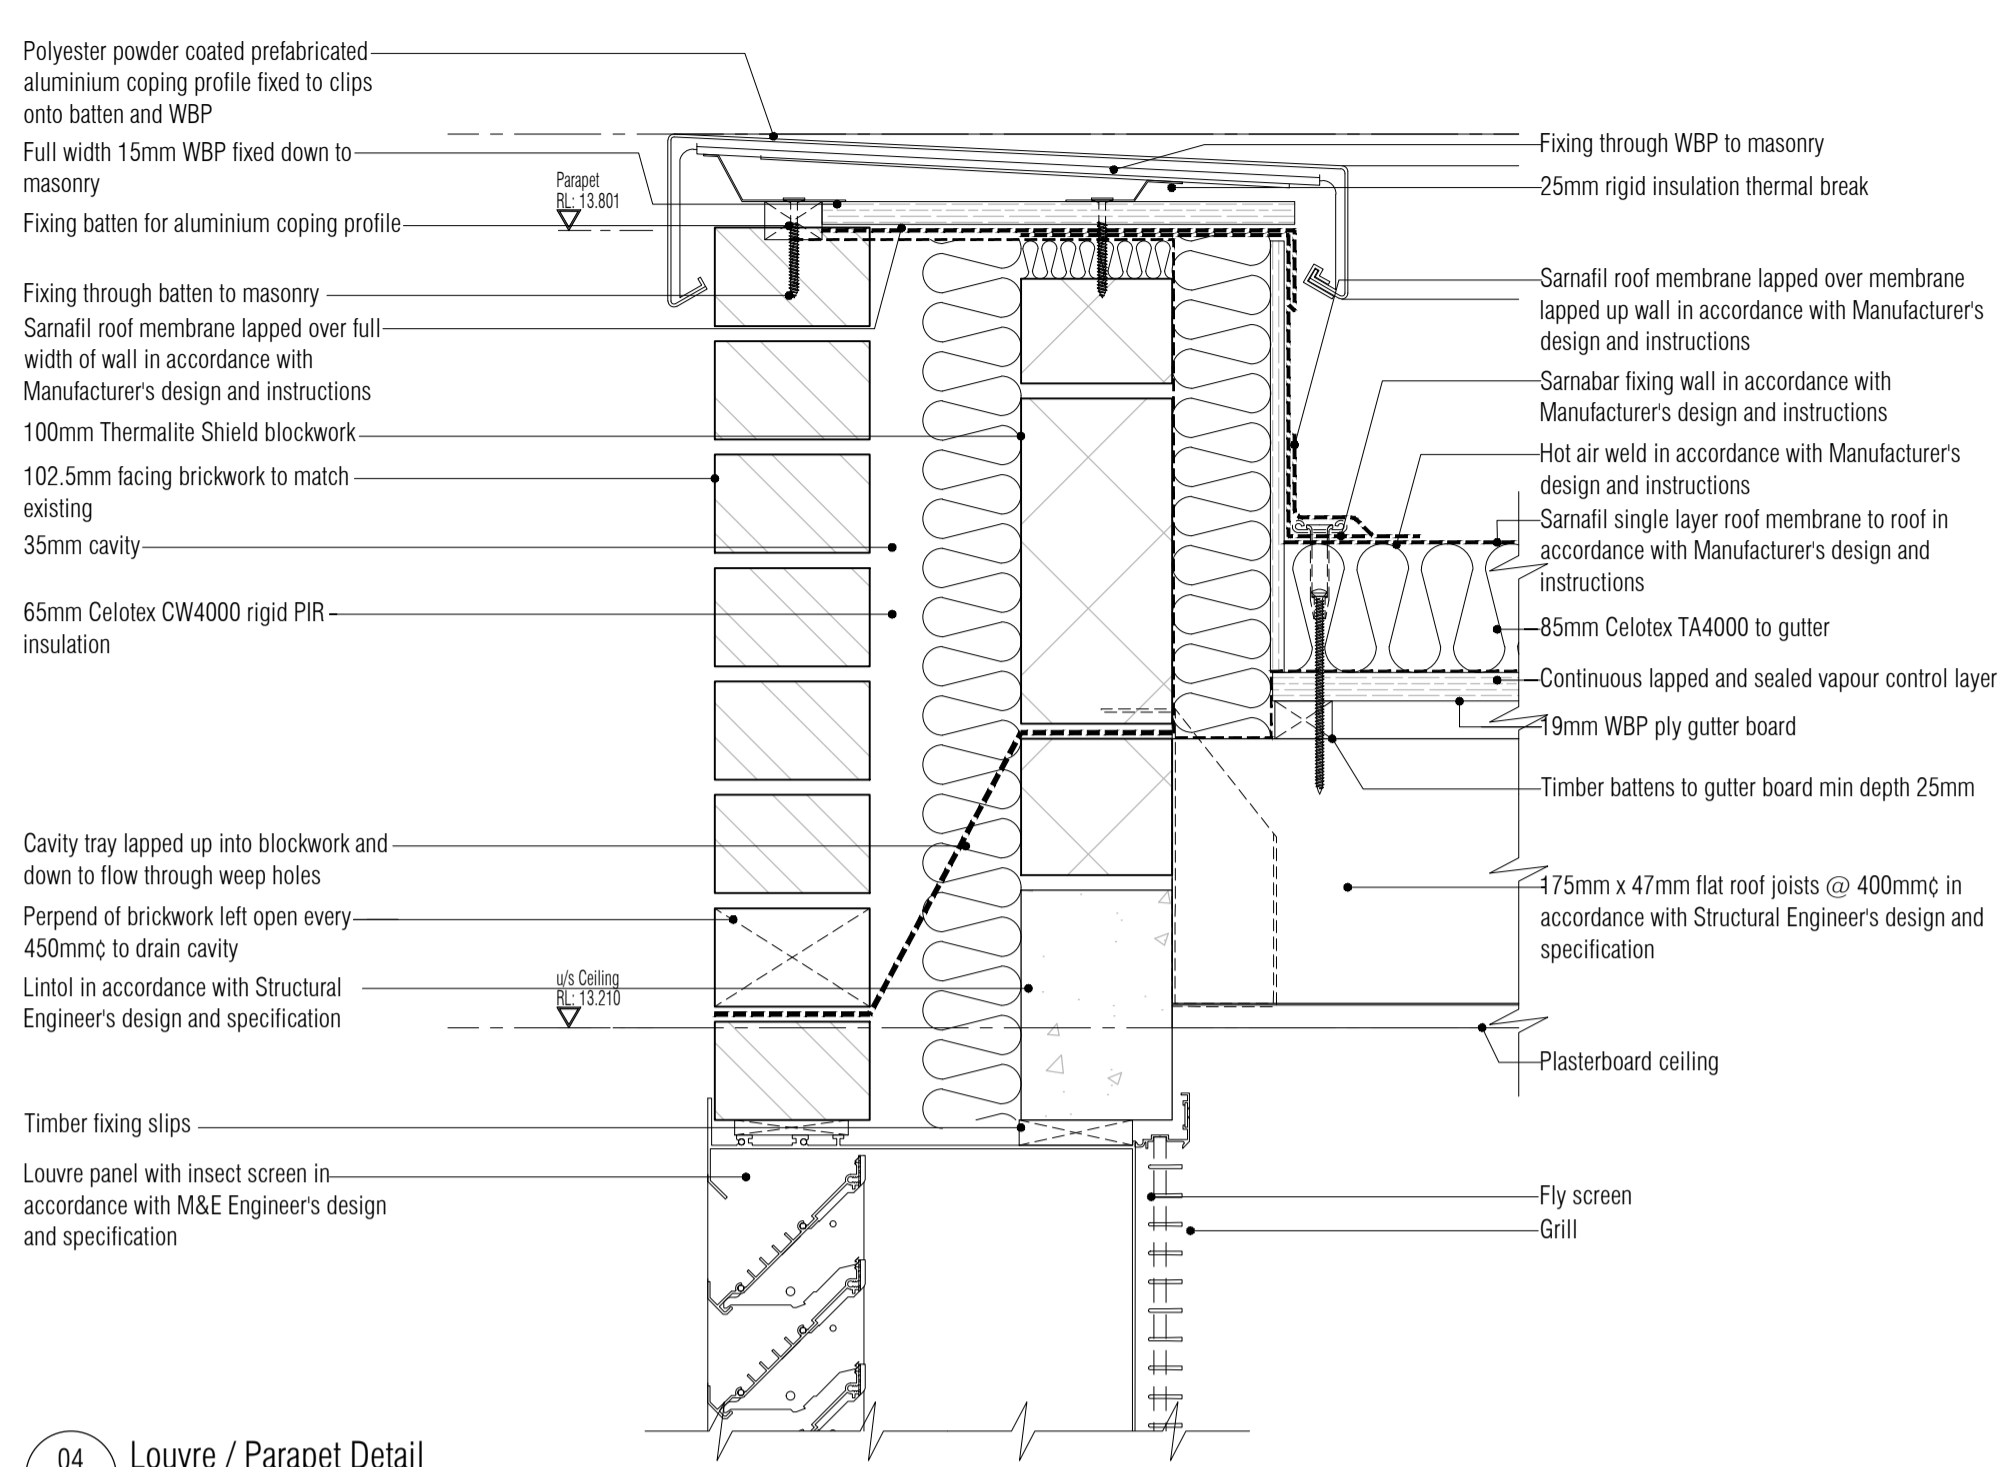 Polyester powder coated prefabricated
aluminium coping profile fixed to clips
onto batten and WBP
Full width 15mm WBP fixed down to
masonry
Fixing batten for aluminium coping profile
Fixing through batten to masonry
Sarnafil roof membrane lapped over full
width of wall in accordance with
Manufacturer's design and instructions
100mm Thermalite Shield blockwork
102.5mm facing brickwork to match
existing
35mm cavity
65mm Celotex CW4000 rigid PIR
insulation
Cavity tray lapped up into blockwork and
down to flow through weep holes
Perpend of brickwork left open every
450mm¢ to drain cavity
Lintol in accordance with Structural
Engineer's design and specification
Timber fixing slips
Louvre panel with insect screen in
accordance with M&E Engineer's design
and specification
Parapet
RL: 13.801
u/s Ceiling
RL: 13.210
Fixing through WBP to masonry
25mm rigid insulation thermal break
Sarnafil roof membrane lapped over membrane
lapped up wall in accordance with Manufacturer's
design and instructions
Sarnabar fixing wall in accordance with
Manufacturer's design and instructions
Hot air weld in accordance with Manufacturer's
design and instructions
Sarnafil single layer roof membrane to roof in
accordance with Manufacturer's design and
instructions
85mm Celotex TA4000 to gutter
Continuous lapped and sealed vapour control layer
19mm WBP ply gutter board
Timber battens to gutter board min depth 25mm
175mm x 47mm flat roof joists @ 400mm¢ in
accordance with Structural Engineer's design and
specification
Plasterboard ceiling
Fly screen
Grill
04
Louvre / Parapet Detail